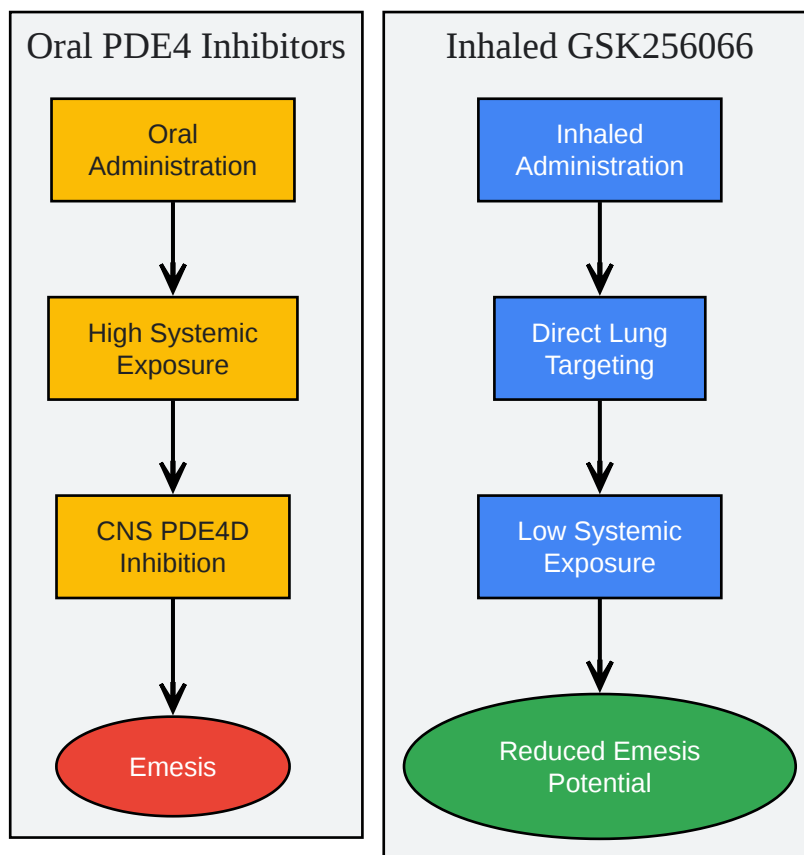 Oral PDE4 Inhibitors
Oral
Administration
High Systemic
Exposure
CNS PDE4D
Inhibition
Emesis
Inhaled GSK256066
Inhaled
Administration
Direct Lung
Targeting
Low Systemic
Exposure
Reduced Emesis
Potential